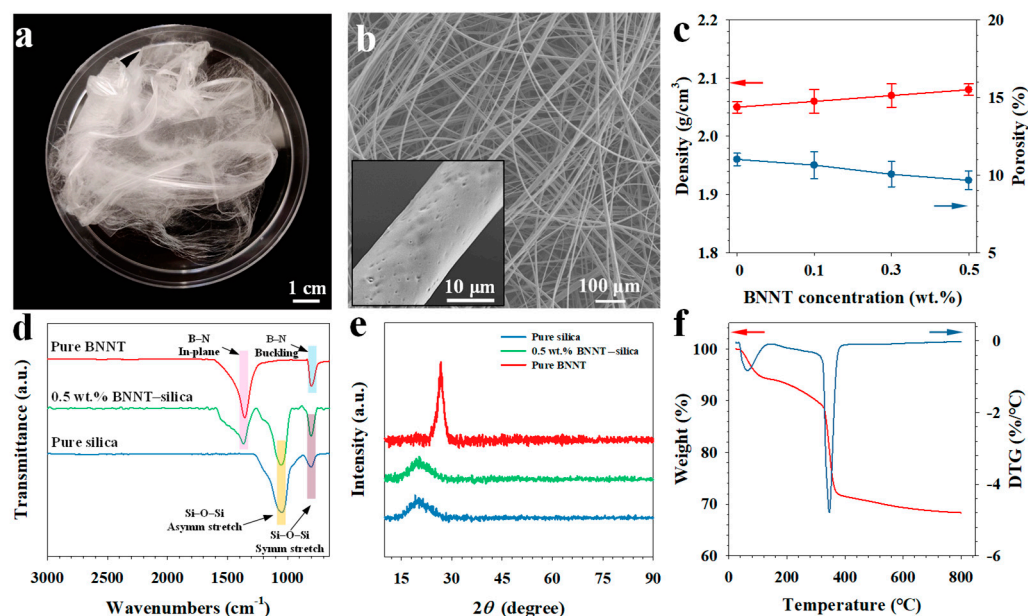 a
1 cm
b
10 μm
100 μm
c
2.2
2.1
2.0
1.9
1.8
Density (g/cm³)
20
15
10
5
Porosity (%)
0
0.1
0.3
0.5
BNNT concentration (wt.%)
d
B–N
In-plane
B–N
Buckling
Pure BNNT
0.5 wt.% BNNT–silica
Pure silica
Si–O–Si
Asymm stretch
Si–O–Si
Symm stretch
Transmittance (a.u.)
3000
2000
1000
Wavenumbers (cm⁻¹)
e
Pure silica
0.5 wt.% BNNT–silica
Pure BNNT
Intensity (a.u.)
15
30
45
60
75
90
2θ (degree)
f
100
90
80
70
60
Weight (%)
0
-2
-4
-6
DTG (%/°C)
0
200
400
600
800
Temperature (°C)